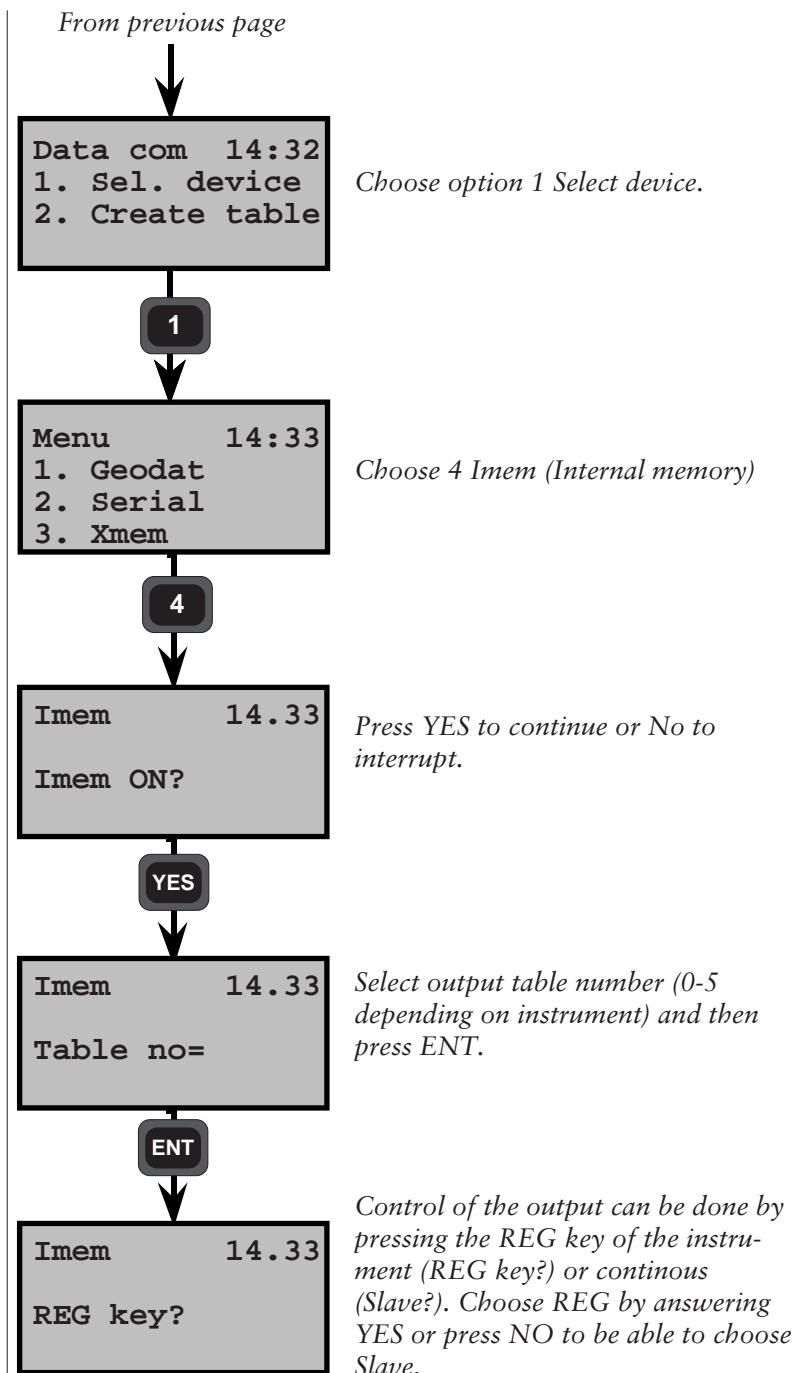 From previous page
Data com 14:32
1. Sel. device
2. Create table
Choose option 1 Select device.
1
Menu 14:33
1. Geodat
2. Serial
3. Xmem
Choose 4 Imem (Internal memory)
4
Imem 14.33
Imem ON?
Press YES to continue or No to
interrupt.
YES
Imem 14.33
Table no=
Select output table number (0-5
depending on instrument) and then
press ENT.
ENT
Imem 14.33
REG key?
Control of the output can be done by
pressing the REG key of the instru-
ment (REG key?) or continous
(Slave?). Choose REG by answering
YES or press NO to be able to choose
Slave.